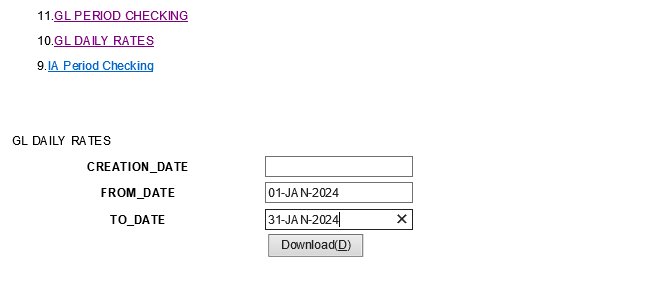 11.GL PERIOD CHECKING
10.GL DAILY RATES
9.IA Period Checking
GL DAILY RATES
CREATION_DATE
FROM_DATE 01-JAN-2024
TO_DATE 31-JAN-2024 ✕
Download(D)